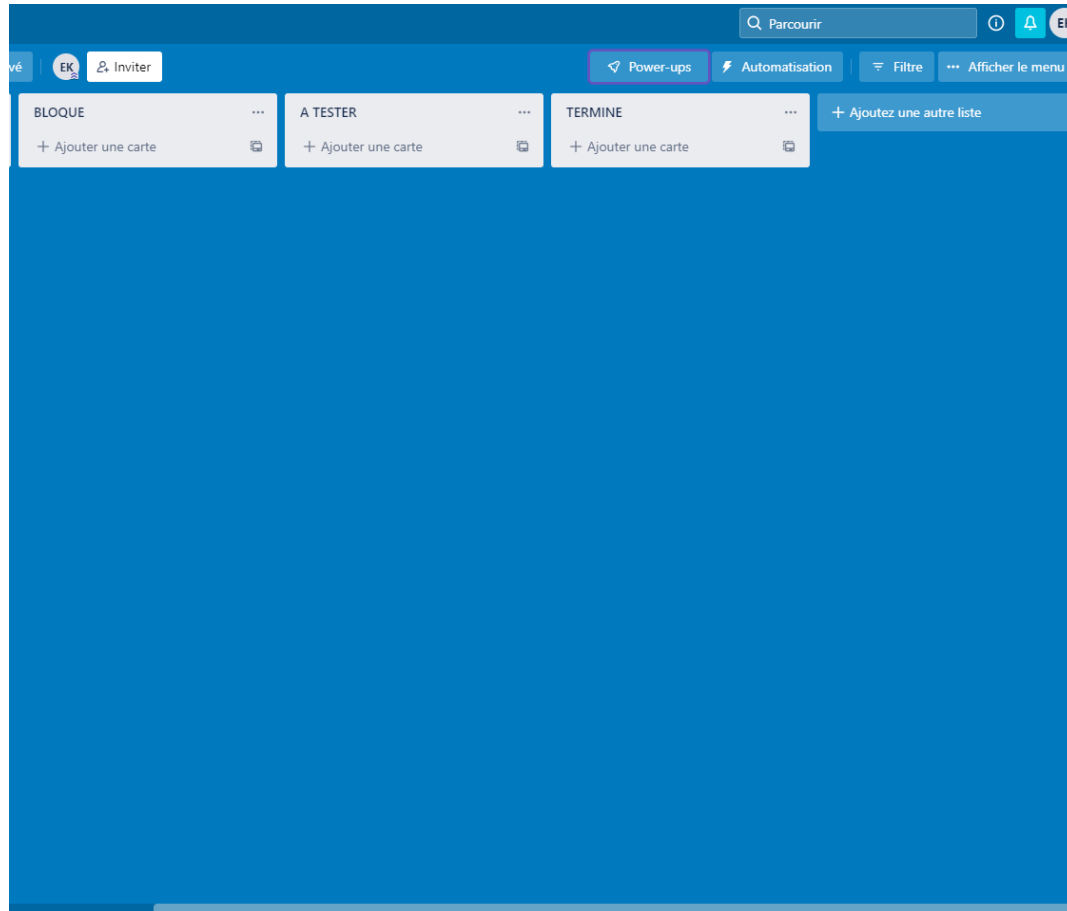 Parcourir
EK
vé
EK
Inviter
Power-ups
Automatisation
Filtre
Afficher le menu
BLOQUE
A TESTER
TERMINE
+ Ajoutez une autre liste
+ Ajouter une carte
+ Ajouter une carte
+ Ajouter une carte